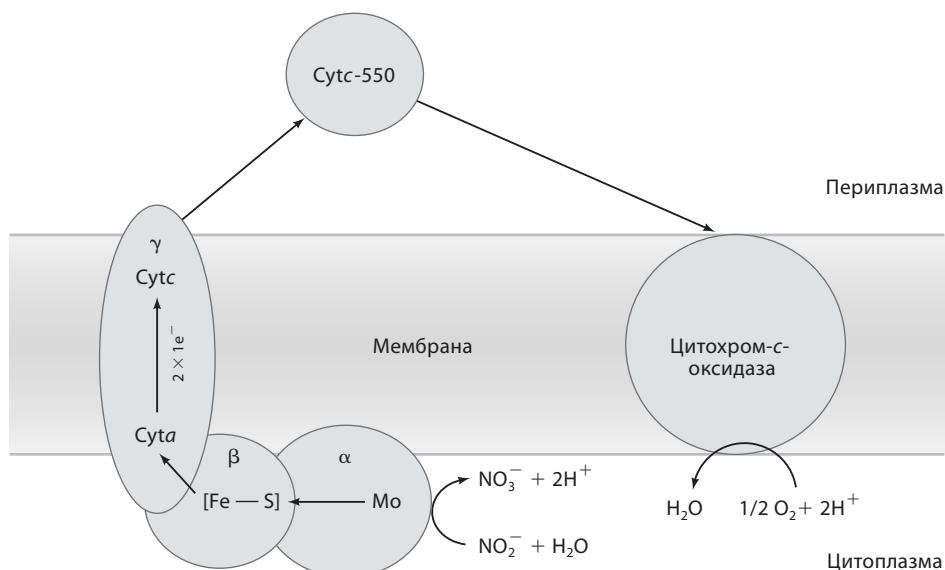 Cytc-550
Периплазма
γ
Cytc
2 × 1e⁻
Мембрана
Цитохром-с-
оксидаза
Cyta
β
α
[Fe — S]
Mo
NO₃⁻ + 2H⁺
NO₂⁻ + H₂O
H₂O
1/2 O₂+ 2H⁺
Цитоплазма